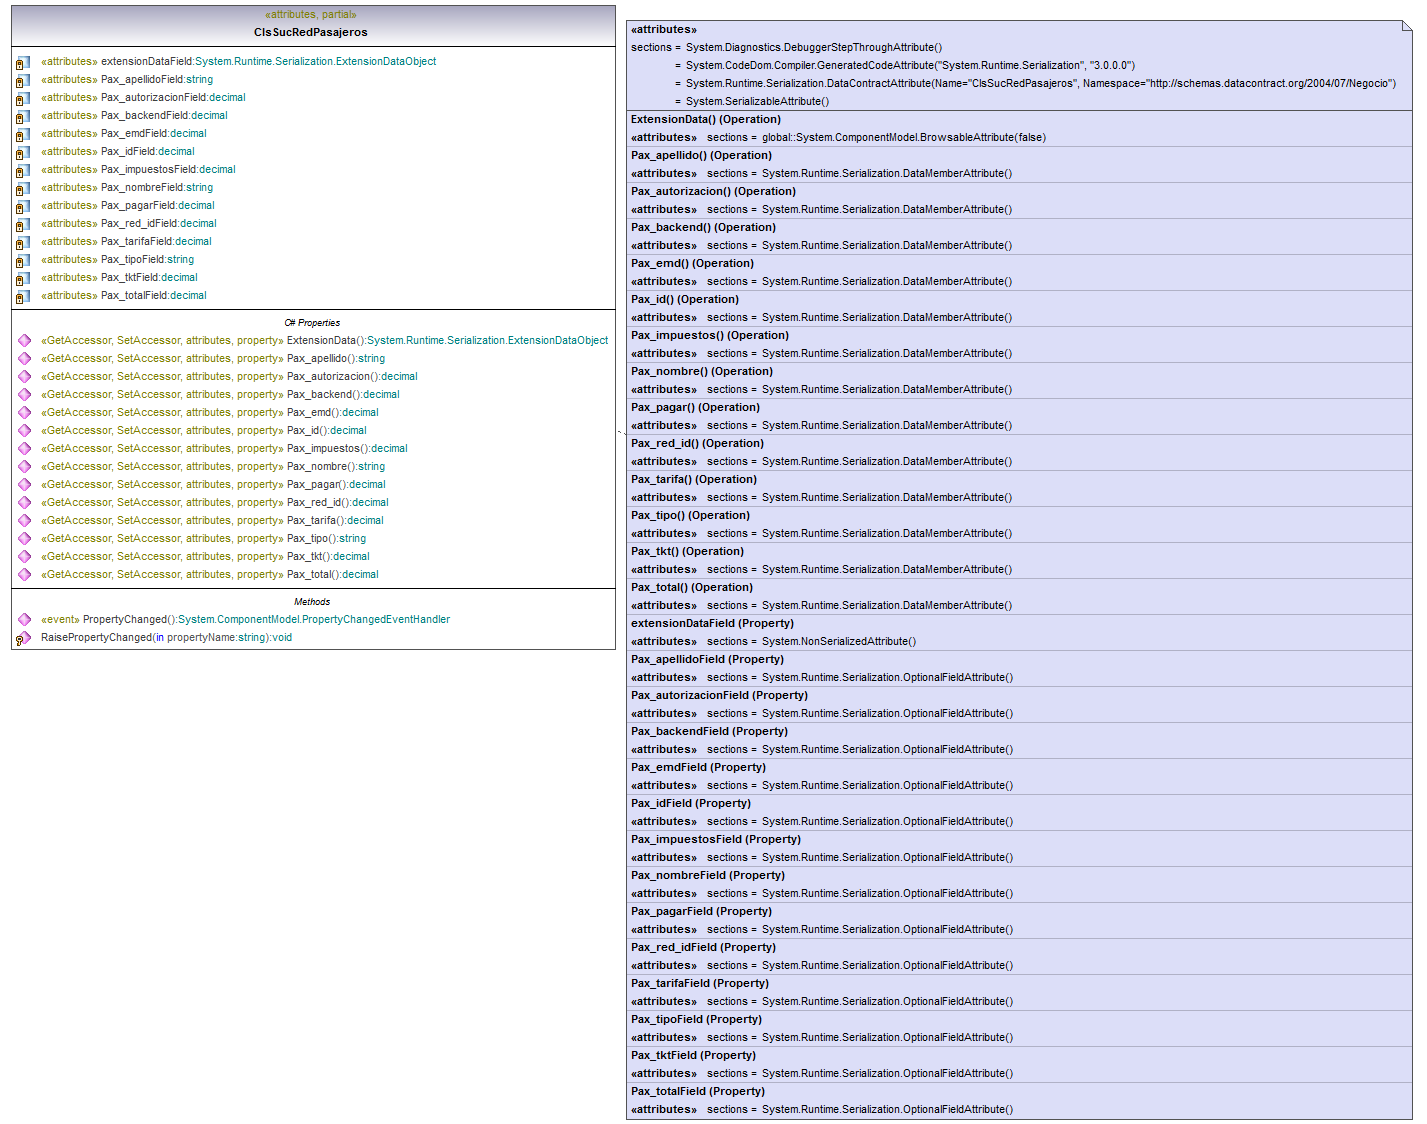 «attributes, partial»
ClsSucRedPasajeros
«attributes» extensionDataField:System.Runtime.Serialization.ExtensionDataObject
«attributes» Pax_apellidoField:string
«attributes» Pax_autorizacionField:decimal
«attributes» Pax_backendField:decimal
«attributes» Pax_emdField:decimal
«attributes» Pax_idField:decimal
«attributes» Pax_impuestosField:decimal
«attributes» Pax_nombreField:string
«attributes» Pax_pagarField:decimal
«attributes» Pax_red_idField:decimal
«attributes» Pax_tarifaField:decimal
«attributes» Pax_tipoField:string
«attributes» Pax_tktField:decimal
«attributes» Pax_totalField:decimal
C# Properties
«GetAccessor, SetAccessor, attributes, property» ExtensionData():System.Runtime.Serialization.ExtensionDataObject
«GetAccessor, SetAccessor, attributes, property» Pax_apellido():string
«GetAccessor, SetAccessor, attributes, property» Pax_autorizacion():decimal
«GetAccessor, SetAccessor, attributes, property» Pax_backend():decimal
«GetAccessor, SetAccessor, attributes, property» Pax_emd():decimal
«GetAccessor, SetAccessor, attributes, property» Pax_id():decimal
«GetAccessor, SetAccessor, attributes, property» Pax_impuestos():decimal
«GetAccessor, SetAccessor, attributes, property» Pax_nombre():string
«GetAccessor, SetAccessor, attributes, property» Pax_pagar():decimal
«GetAccessor, SetAccessor, attributes, property» Pax_red_id():decimal
«GetAccessor, SetAccessor, attributes, property» Pax_tarifa():decimal
«GetAccessor, SetAccessor, attributes, property» Pax_tipo():string
«GetAccessor, SetAccessor, attributes, property» Pax_tkt():decimal
«GetAccessor, SetAccessor, attributes, property» Pax_total():decimal
Methods
«event» PropertyChanged():System.ComponentModel.PropertyChangedEventHandler
RaisePropertyChanged(in propertyName:string):void
«attributes»
sections = System.Diagnostics.DebuggerStepThroughAttribute()
= System.CodeDom.Compiler.GeneratedCodeAttribute("System.Runtime.Serialization", "3.0.0.0")
= System.Runtime.Serialization.DataContractAttribute(Name="ClsSucRedPasajeros", Namespace="http://schemas.datacontract.org/2004/07/Negocio")
= System.SerializableAttribute()
ExtensionData() (Operation)
«attributes» sections = global::System.ComponentModel.BrowsableAttribute(false)
Pax_apellido() (Operation)
«attributes» sections = System.Runtime.Serialization.DataMemberAttribute()
Pax_autorizacion() (Operation)
«attributes» sections = System.Runtime.Serialization.DataMemberAttribute()
Pax_backend() (Operation)
«attributes» sections = System.Runtime.Serialization.DataMemberAttribute()
Pax_emd() (Operation)
«attributes» sections = System.Runtime.Serialization.DataMemberAttribute()
Pax_id() (Operation)
«attributes» sections = System.Runtime.Serialization.DataMemberAttribute()
Pax_impuestos() (Operation)
«attributes» sections = System.Runtime.Serialization.DataMemberAttribute()
Pax_nombre() (Operation)
«attributes» sections = System.Runtime.Serialization.DataMemberAttribute()
Pax_pagar() (Operation)
«attributes» sections = System.Runtime.Serialization.DataMemberAttribute()
Pax_red_id() (Operation)
«attributes» sections = System.Runtime.Serialization.DataMemberAttribute()
Pax_tarifa() (Operation)
«attributes» sections = System.Runtime.Serialization.DataMemberAttribute()
Pax_tipo() (Operation)
«attributes» sections = System.Runtime.Serialization.DataMemberAttribute()
Pax_tkt() (Operation)
«attributes» sections = System.Runtime.Serialization.DataMemberAttribute()
Pax_total() (Operation)
«attributes» sections = System.Runtime.Serialization.DataMemberAttribute()
extensionDataField (Property)
«attributes» sections = System.NonSerializedAttribute()
Pax_apellidoField (Property)
«attributes» sections = System.Runtime.Serialization.OptionalFieldAttribute()
Pax_autorizacionField (Property)
«attributes» sections = System.Runtime.Serialization.OptionalFieldAttribute()
Pax_backendField (Property)
«attributes» sections = System.Runtime.Serialization.OptionalFieldAttribute()
Pax_emdField (Property)
«attributes» sections = System.Runtime.Serialization.OptionalFieldAttribute()
Pax_idField (Property)
«attributes» sections = System.Runtime.Serialization.OptionalFieldAttribute()
Pax_impuestosField (Property)
«attributes» sections = System.Runtime.Serialization.OptionalFieldAttribute()
Pax_nombreField (Property)
«attributes» sections = System.Runtime.Serialization.OptionalFieldAttribute()
Pax_pagarField (Property)
«attributes» sections = System.Runtime.Serialization.OptionalFieldAttribute()
Pax_red_idField (Property)
«attributes» sections = System.Runtime.Serialization.OptionalFieldAttribute()
Pax_tarifaField (Property)
«attributes» sections = System.Runtime.Serialization.OptionalFieldAttribute()
Pax_tipoField (Property)
«attributes» sections = System.Runtime.Serialization.OptionalFieldAttribute()
Pax_tktField (Property)
«attributes» sections = System.Runtime.Serialization.OptionalFieldAttribute()
Pax_totalField (Property)
«attributes» sections = System.Runtime.Serialization.OptionalFieldAttribute()